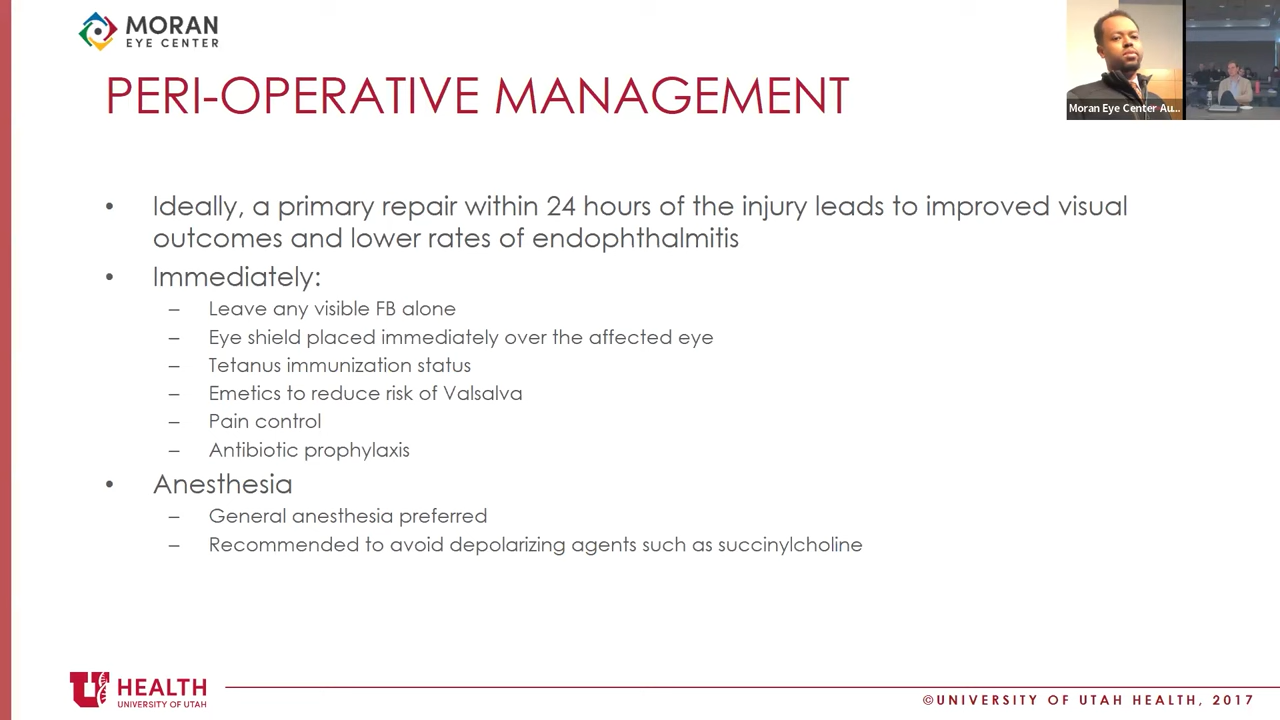 MORAN
EYE CENTER
PERI-OPERATIVE MANAGEMENT
Moran Eye Center Au...
• Ideally, a primary repair within 24 hours of the injury leads to improved visual
outcomes and lower rates of endophthalmitis
• Immediately:
– Leave any visible FB alone
– Eye shield placed immediately over the affected eye
– Tetanus immunization status
– Emetics to reduce risk of Valsalva
– Pain control
– Antibiotic prophylaxis
• Anesthesia
– General anesthesia preferred
– Recommended to avoid depolarizing agents such as succinylcholine
U HEALTH
UNIVERSITY OF UTAH
©UNIVERSITY OF UTAH HEALTH, 2017